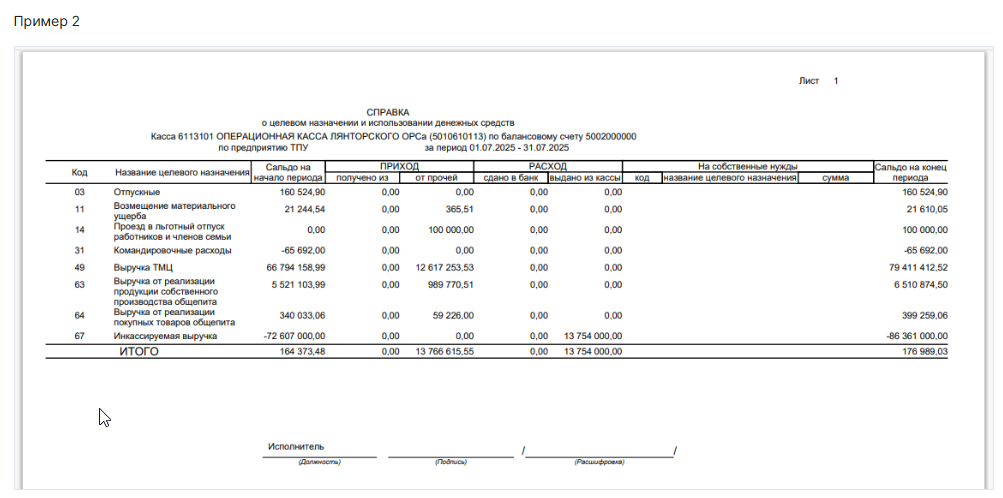 Пример 2
Лист 1
СПРАВКА
о целевом назначении и использовании денежных средств
Касса 6113101 ОПЕРАЦИОННАЯ КАССА ЛЯНТОРСКОГО ОРСа (5010610113) по балансовому счету 5002000000
по предприятию ТПУ за период 01.07.2025 - 31.07.2025
Код Название целевого назначения Сальдо на начало периода ПРИХОД РАСХОД На собственные нужды Сальдо на конец периода
получено из от прочей сдано в банк выдано из кассы код название целевого назначения сумма
03 Отпускные 160 524,90 0,00 0,00 0,00 0,00 160 524,90
11 Возмещение материального ущерба 21 244,54 0,00 365,51 0,00 0,00 21 610,05
14 Проезд в льготный отпуск работников и членов семьи 0,00 0,00 100 000,00 0,00 0,00 100 000,00
31 Командировочные расходы -65 692,00 0,00 0,00 0,00 0,00 -65 692,00
49 Выручка ТМЦ 66 794 158,99 0,00 12 617 253,53 0,00 0,00 79 411 412,52
63 Выручка от реализации продукции собственного производства общепита 5 521 103,99 0,00 989 770,51 0,00 0,00 6 510 874,50
64 Выручка от реализации покупных товаров общепита 340 033,06 0,00 59 226,00 0,00 0,00 399 259,06
67 Инкассируемая выручка -72 607 000,00 0,00 0,00 0,00 13 754 000,00 -86 361 000,00
ИТОГО 164 373,48 0,00 13 766 615,55 0,00 13 754 000,00 176 989,03
Исполнитель / /
(Должность) (Подпись) (Расшифровка)